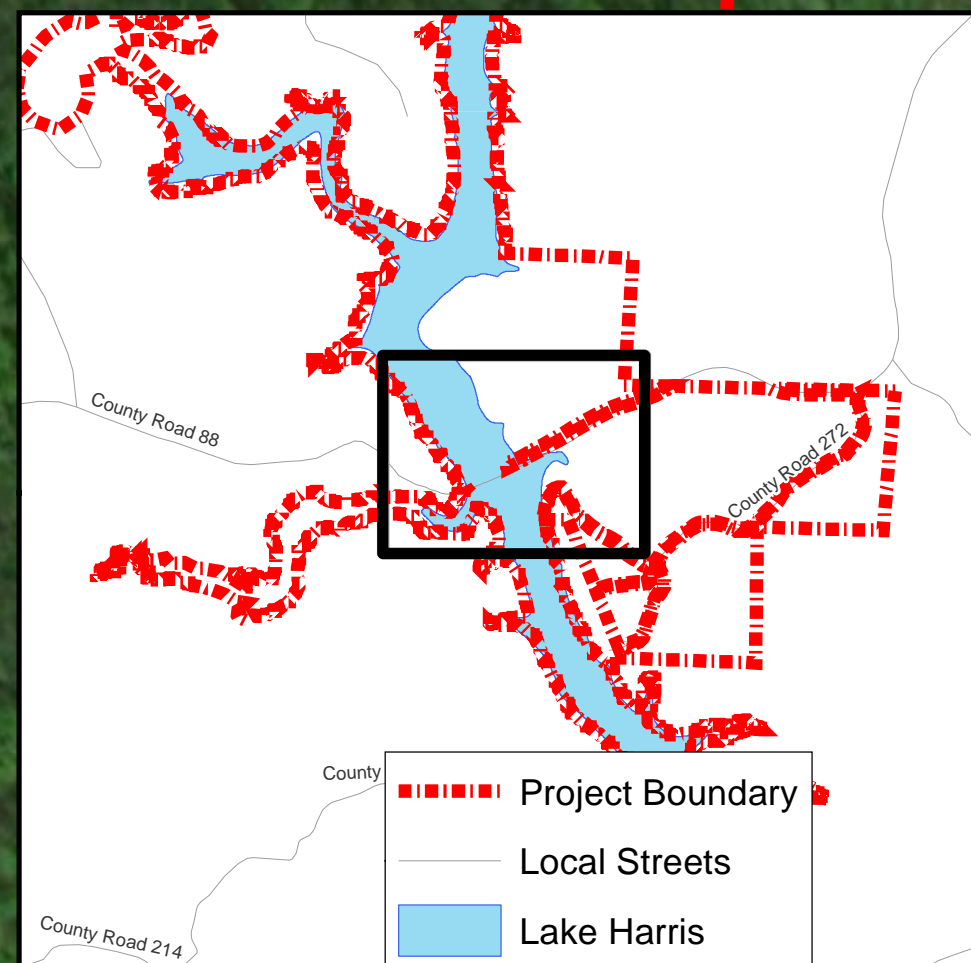 County Road 88
County Road 272
County
County Road 214
Project Boundary
Local Streets
Lake Harris